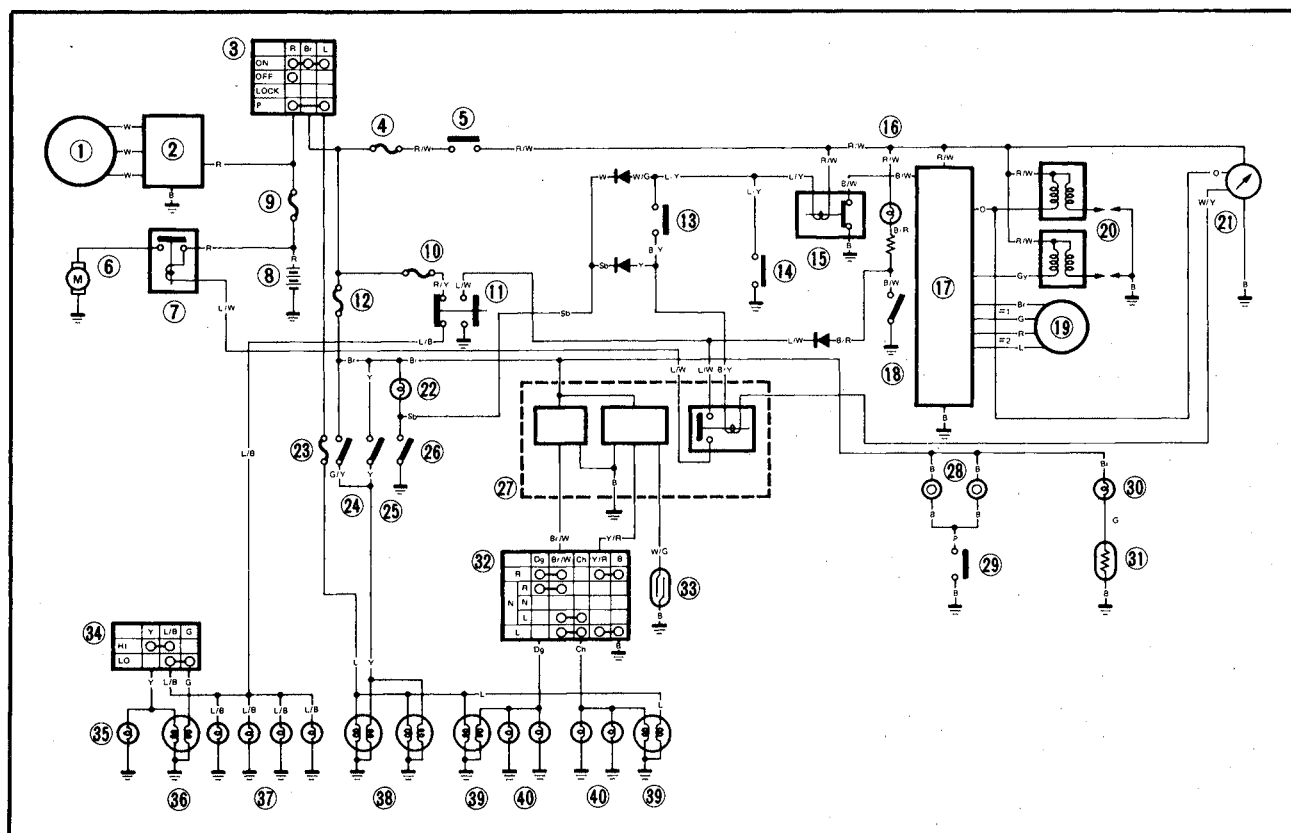 3
R Br L
ON
OFF
LOCK
P
4
5
16
R/W
R/W
R/W
R/W
R/W
1
W
W
W
2
R
B
9
W
W/G
L/Y
L/Y
B/W
B/W
O
O
W/Y
R/W
20
21
13
L/Y
B/R
15
B
B/Y
Sb
Y
14
6
M
7
R
R
8
10
R/Y
L/W
11
12
L/W
L/B
Sb
L/W
B/R
B/W
18
17
R/W
Gy
Br
#1
G
R
#2
L
19
B
B
B
Br
Y
Br
22
Sb
L/W
B/Y
L/W
23
L/B
G/Y
24
Y
25
26
27
B
B
B
28
B
B
P
29
B
Br
30
G
31
B
Br/W
Y/R
W/G
33
B
32
Dg Br/W Ch Y/R B
R
R
N N
L
L
B
Dg
Ch
34
Y L/B G
HI
LO
Y
L/B
G
L/B
L/B
L/B
L/B
L
Y
L
L
35
36
37
38
39
40
40
39